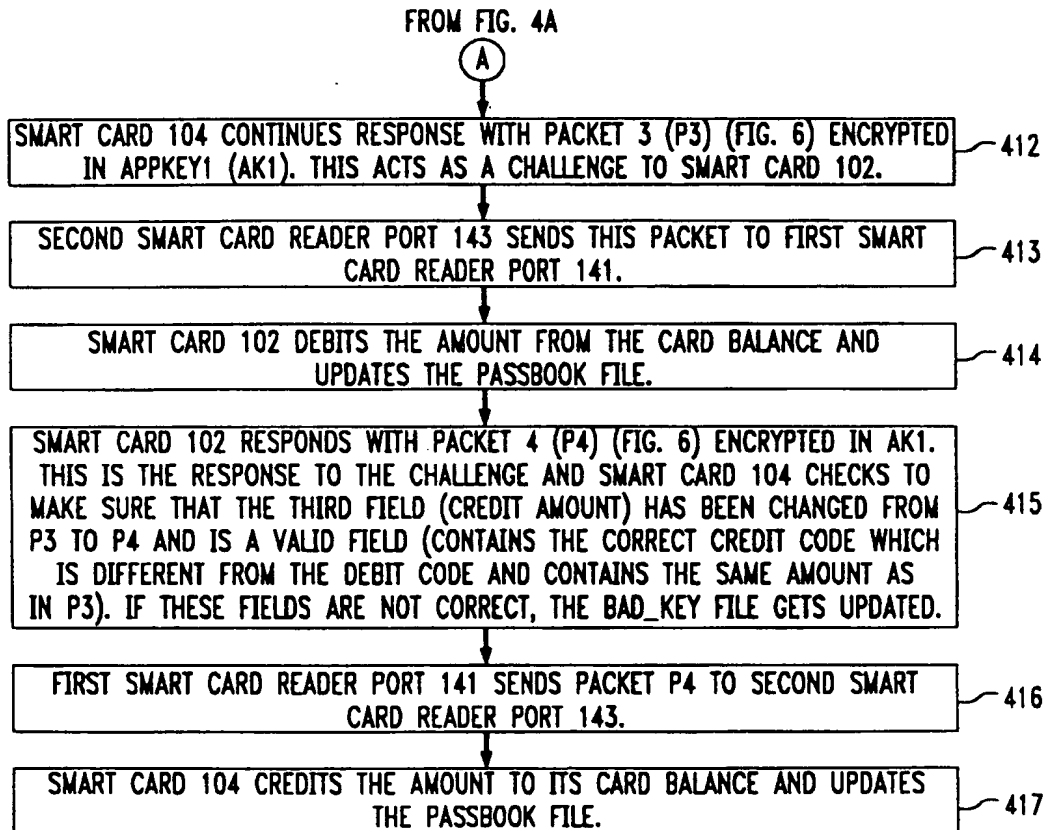 FROM FIG. 4A
A
SMART CARD 104 CONTINUES RESPONSE WITH PACKET 3 (P3) (FIG. 6) ENCRYPTED
IN APPKEY1 (AK1). THIS ACTS AS A CHALLENGE TO SMART CARD 102.
412
SECOND SMART CARD READER PORT 143 SENDS THIS PACKET TO FIRST SMART
CARD READER PORT 141.
413
SMART CARD 102 DEBITS THE AMOUNT FROM THE CARD BALANCE AND
UPDATES THE PASSBOOK FILE.
414
SMART CARD 102 RESPONDS WITH PACKET 4 (P4) (FIG. 6) ENCRYPTED IN AK1.
THIS IS THE RESPONSE TO THE CHALLENGE AND SMART CARD 104 CHECKS TO
MAKE SURE THAT THE THIRD FIELD (CREDIT AMOUNT) HAS BEEN CHANGED FROM
P3 TO P4 AND IS A VALID FIELD (CONTAINS THE CORRECT CREDIT CODE WHICH
IS DIFFERENT FROM THE DEBIT CODE AND CONTAINS THE SAME AMOUNT AS
IN P3). IF THESE FIELDS ARE NOT CORRECT, THE BAD_KEY FILE GETS UPDATED.
415
FIRST SMART CARD READER PORT 141 SENDS PACKET P4 TO SECOND SMART
CARD READER PORT 143.
416
SMART CARD 104 CREDITS THE AMOUNT TO ITS CARD BALANCE AND UPDATES
THE PASSBOOK FILE.
417